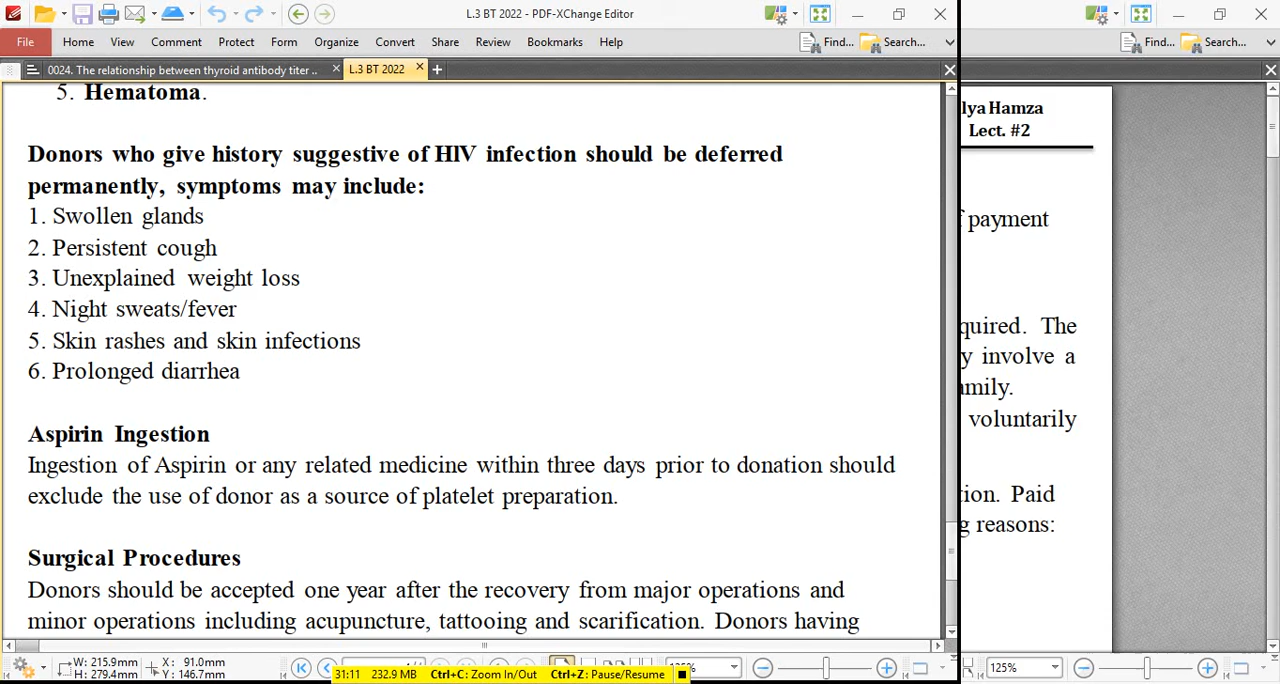 L.3 BT 2022 - PDF-XChange Editor
File Home View Comment Protect Form Organize Convert Share Review Bookmarks Help Find... Search... Find... Search...
0024. The relationship between thyroid antibody titer .. L.3 BT 2022
5. Hematoma.
Donors who give history suggestive of HIV infection should be deferred
permanently, symptoms may include:
1. Swollen glands
2. Persistent cough
3. Unexplained weight loss
4. Night sweats/fever
5. Skin rashes and skin infections
6. Prolonged diarrhea
Aspirin Ingestion
Ingestion of Aspirin or any related medicine within three days prior to donation should
exclude the use of donor as a source of platelet preparation.
Surgical Procedures
Donors should be accepted one year after the recovery from major operations and
minor operations including acupuncture, tattooing and scarification. Donors having
lya Hamza
Lect. #2
payment
quired. The
y involve a
amily.
voluntarily
tion. Paid
g reasons:
W: 215.9mm X: 91.0mm
H: 279.4mm Y: 146.7mm
31:11 232.9 MB Ctrl+C: Zoom In/Out Ctrl+Z: Pause/Resume
125%